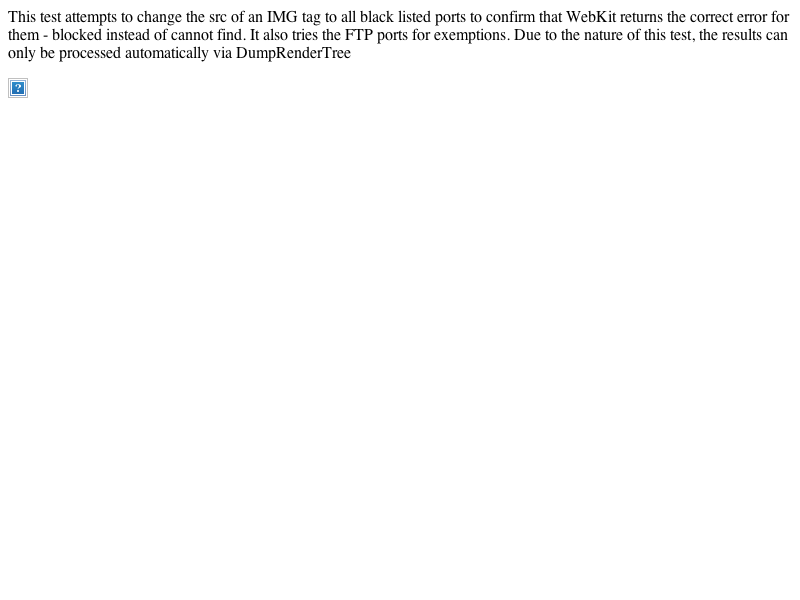 This test attempts to change the src of an IMG tag to all black listed ports to confirm that WebKit returns the correct error for
them - blocked instead of cannot find. It also tries the FTP ports for exemptions. Due to the nature of this test, the results can
only be processed automatically via DumpRenderTree
?